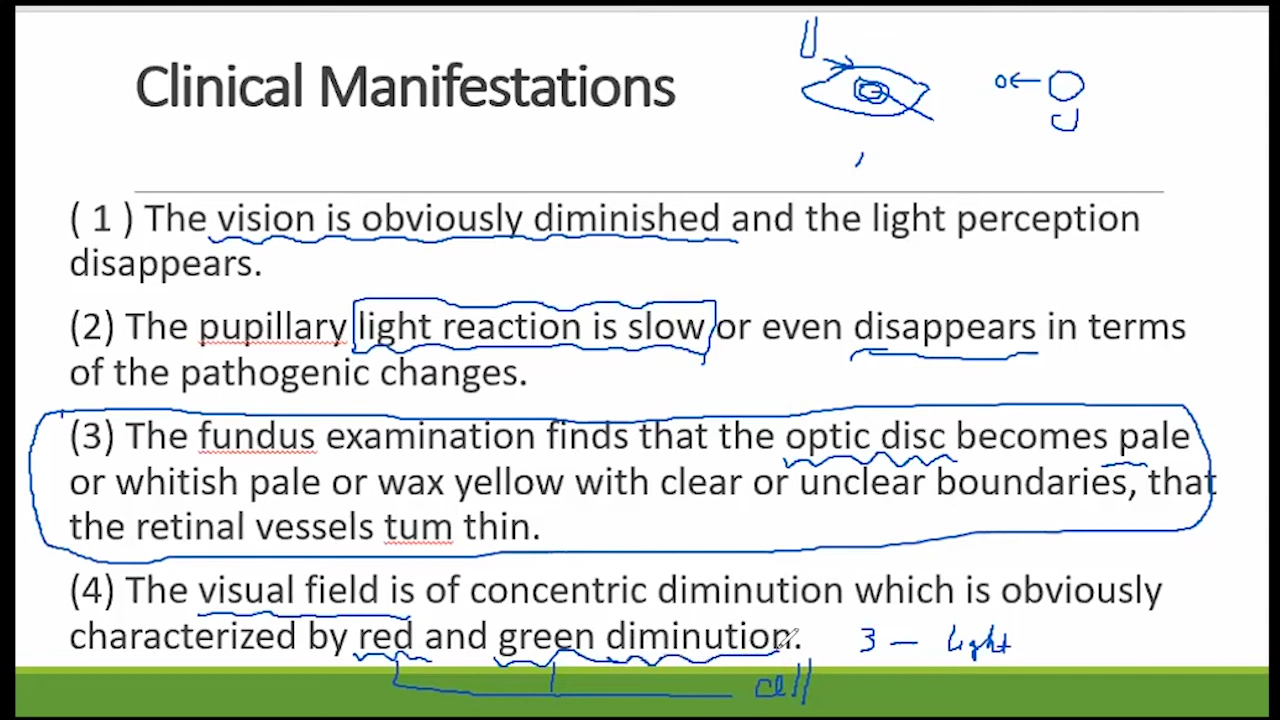 Clinical Manifestations
( 1 ) The vision is obviously diminished and the light perception
disappears.
(2) The pupillary light reaction is slow or even disappears in terms
of the pathogenic changes.
(3) The fundus examination finds that the optic disc becomes pale
or whitish pale or wax yellow with clear or unclear boundaries, that
the retinal vessels tum thin.
(4) The visual field is of concentric diminution which is obviously
characterized by red and green diminution.
3 — light
cell